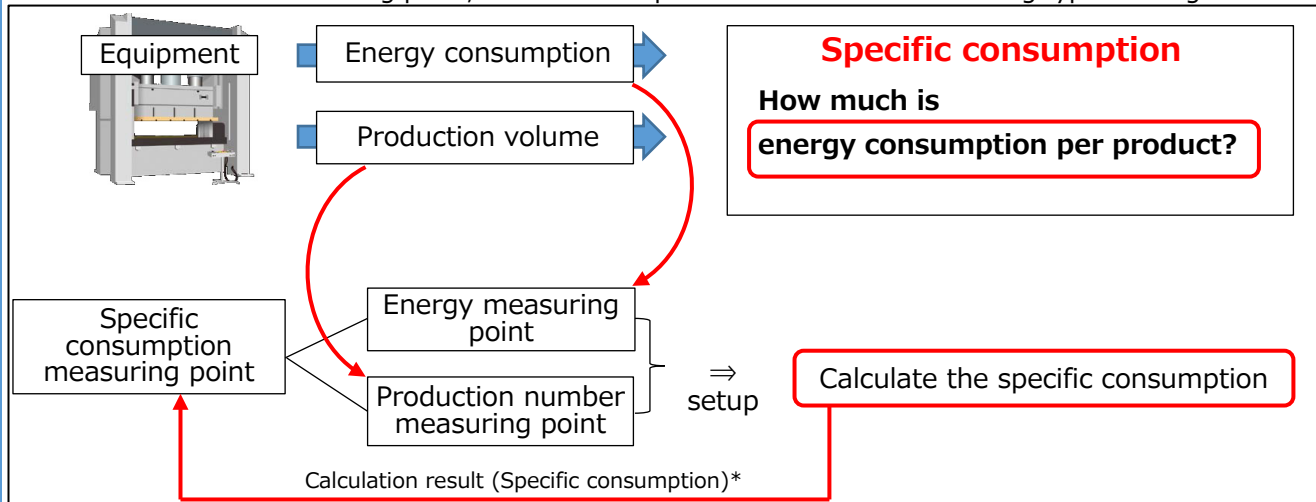 Equipment
Energy consumption
Production volume
Specific consumption
How much is
energy consumption per product?
Specific
consumption
measuring point
Energy measuring
point
Production number
measuring point
⇒
setup
Calculate the specific consumption
Calculation result (Specific consumption)*